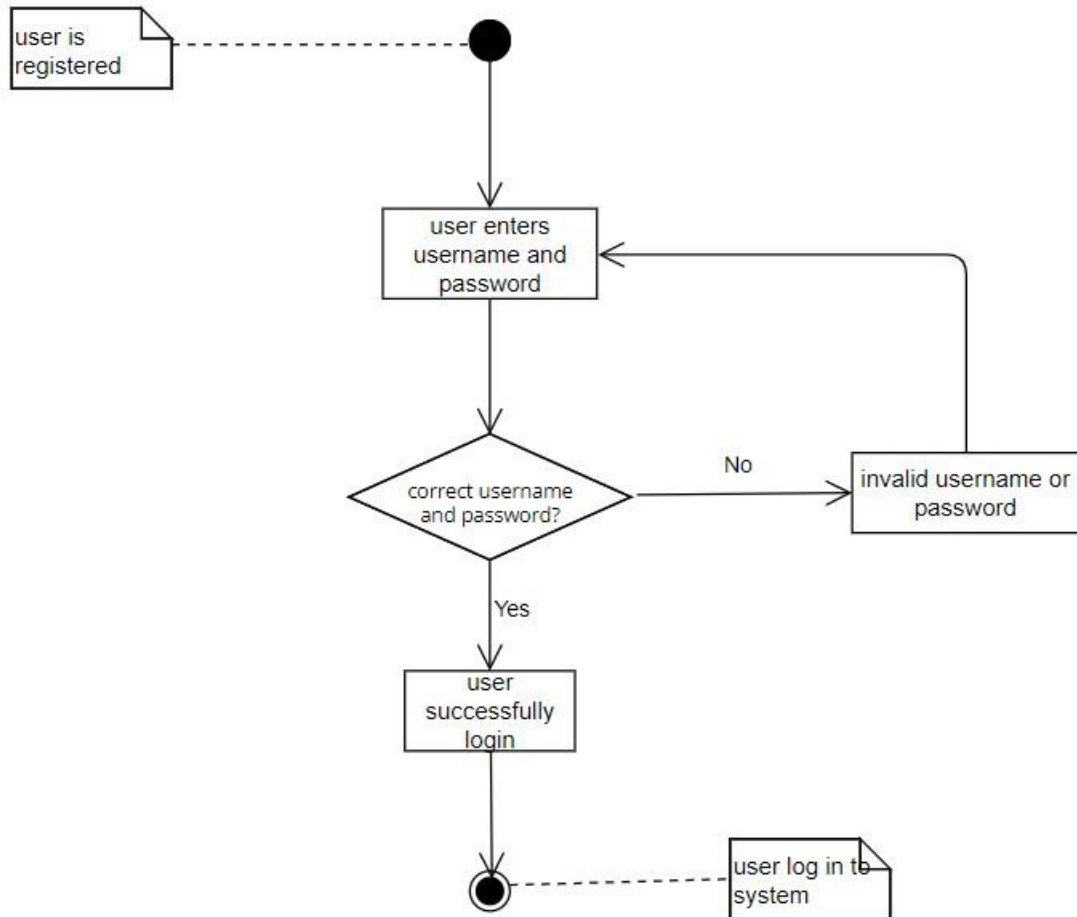 user is
registered
user enters
username and
password
correct username
and password?
No
invalid username or
password
Yes
user
successfully
login
user log in to
system